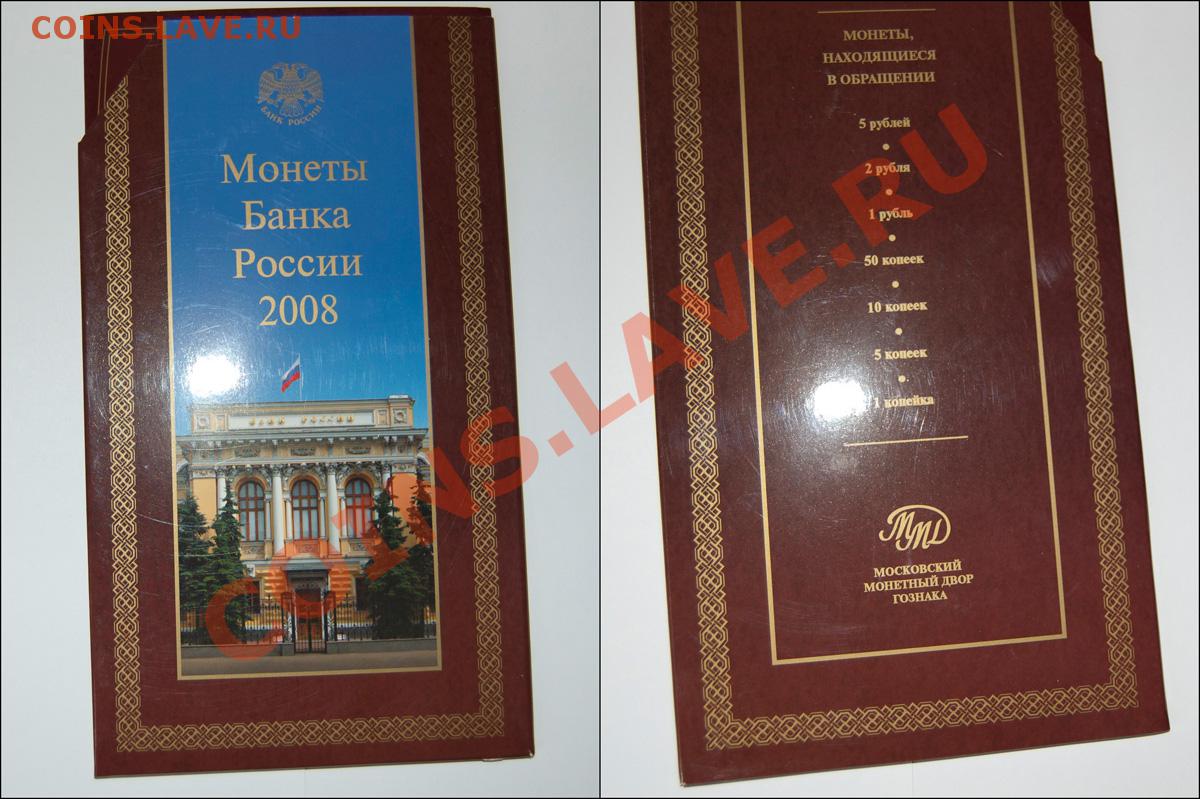 COINS.LAVE.RU
БАНК РОССИИ
Монеты
Банка
России
2008
БАНК РОССИИ
МОНЕТЫ,
НАХОДЯЩИЕСЯ
В ОБРАЩЕНИИ
5 рублей
2 рубля
1 рубль
50 копеек
10 копеек
5 копеек
1 копейка
ММД
МОСКОВСКИЙ
МОНЕТНЫЙ ДВОР
ГОЗНАКА
COINS.LAVE.RU